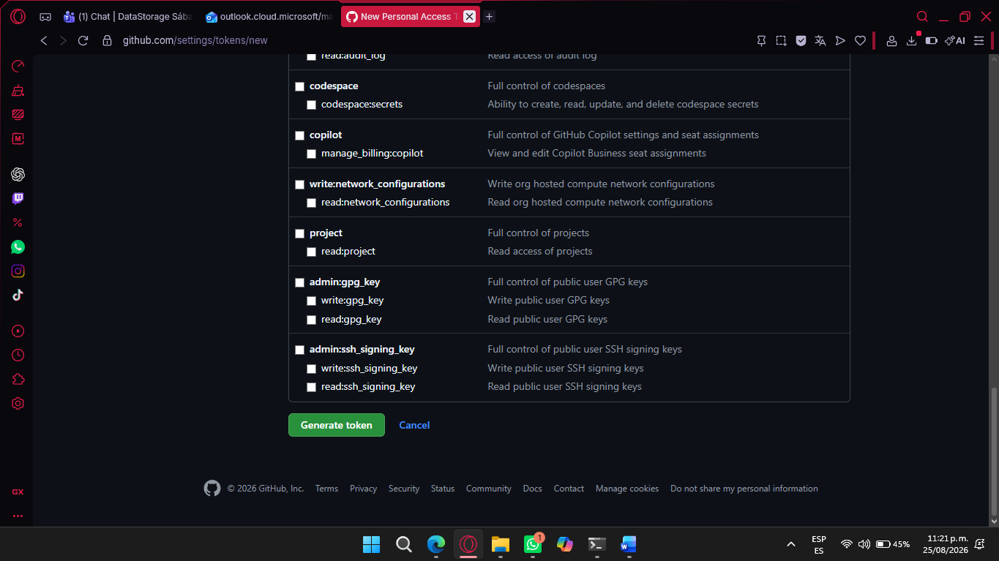 (1) Chat | DataStorage Sába
outlook.cloud.microsoft/ma
New Personal Access T
github.com/settings/tokens/new
AI
read:audit_log Read access of audit log
codespace Full control of codespaces
codespace:secrets Ability to create, read, update, and delete codespace secrets
copilot Full control of GitHub Copilot settings and seat assignments
manage_billing:copilot View and edit Copilot Business seat assignments
write:network_configurations Write org hosted compute network configurations
read:network_configurations Read org hosted compute network configurations
project Full control of projects
read:project Read access of projects
admin:gpg_key Full control of public user GPG keys
write:gpg_key Write public user GPG keys
read:gpg_key Read public user GPG keys
admin:ssh_signing_key Full control of public user SSH signing keys
write:ssh_signing_key Write public user SSH signing keys
read:ssh_signing_key Read public user SSH signing keys
Generate token Cancel
© 2026 GitHub, Inc. Terms Privacy Security Status Community Docs Contact Manage cookies Do not share my personal information
M
GX
1
W
ESP
ES
45%
11:21 p. m.
25/08/2026